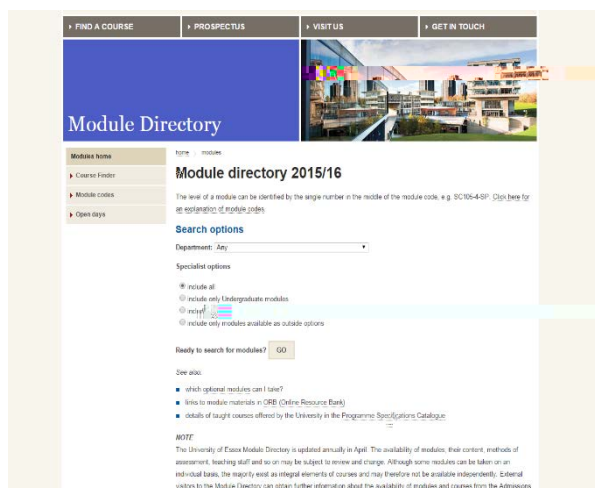 FIND A COURSE
PROSPECTUS
VISIT US
GET IN TOUCH
Module Directory
Modules home
Course Finder
Module codes
Open days
home modules
Module directory 2015/16
The level of a module can be identified by the single number in the middle of the module code, e.g. SC105-4-SP. Click here for
an explanation of module codes.
Search options
Department: Any
Specialist options
include all
include only Undergraduate modules
include only modules available as outside options
Ready to search for modules? GO
See also:
which optional modules can I take?
links to module materials in ORB (Online Resource Bank)
details of taught courses offered by the University in the Programme Specifications Catalogue
NOTE
The University of Essex Module Directory is updated annually in April. The availability of modules, their content, methods of
assessment, teaching staff and so on may be subject to review and change. Although some modules can be taken on an
individual basis, the majority exist as integral elements of courses and may therefore not be available independently. External
visitors to the Module Directory can obtain further information about the availability of modules and courses from the Admissions